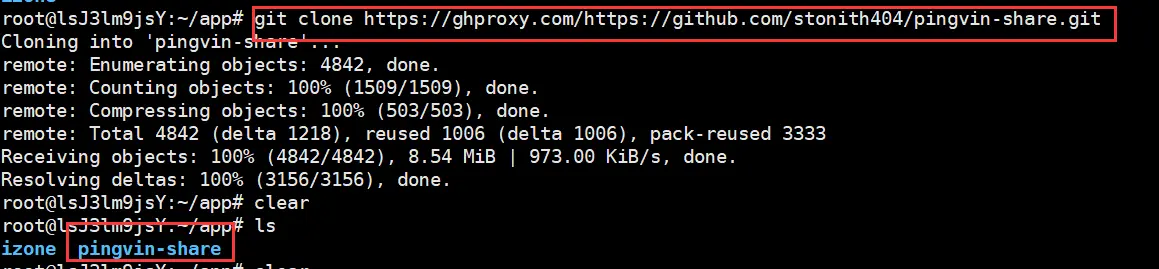 izone
root@lsJ3lm9jsY:~/app# git clone https://ghproxy.com/https://github.com/stonith404/pingvin-share.git
Cloning into 'pingvin-share'...
remote: Enumerating objects: 4842, done.
remote: Counting objects: 100% (1509/1509), done.
remote: Compressing objects: 100% (503/503), done.
remote: Total 4842 (delta 1218), reused 1006 (delta 1006), pack-reused 3333
Receiving objects: 100% (4842/4842), 8.54 MiB | 973.00 KiB/s, done.
Resolving deltas: 100% (3156/3156), done.
root@lsJ3lm9jsY:~/app# clear
root@lsJ3lm9jsY:~/app# ls
izone  pingvin-share
root@lsJ3lm9jsY:~/app# clear